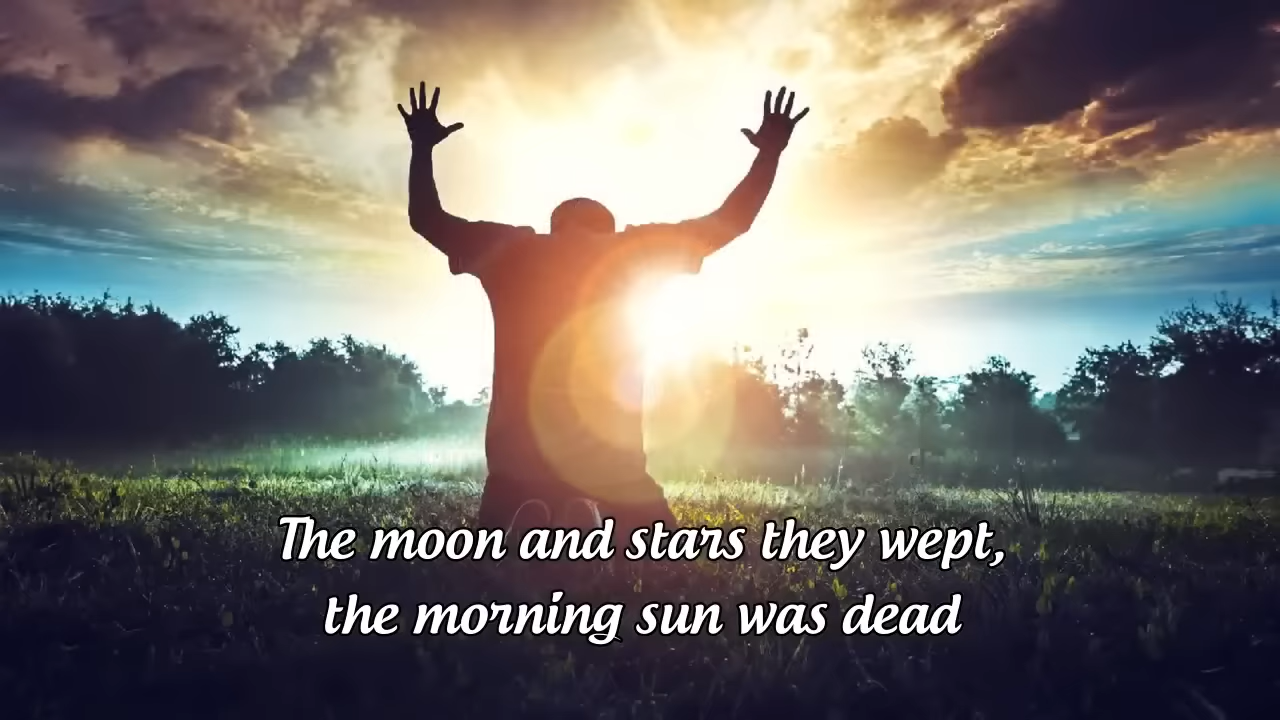 The moon and stars they wept,
the morning sun was dead